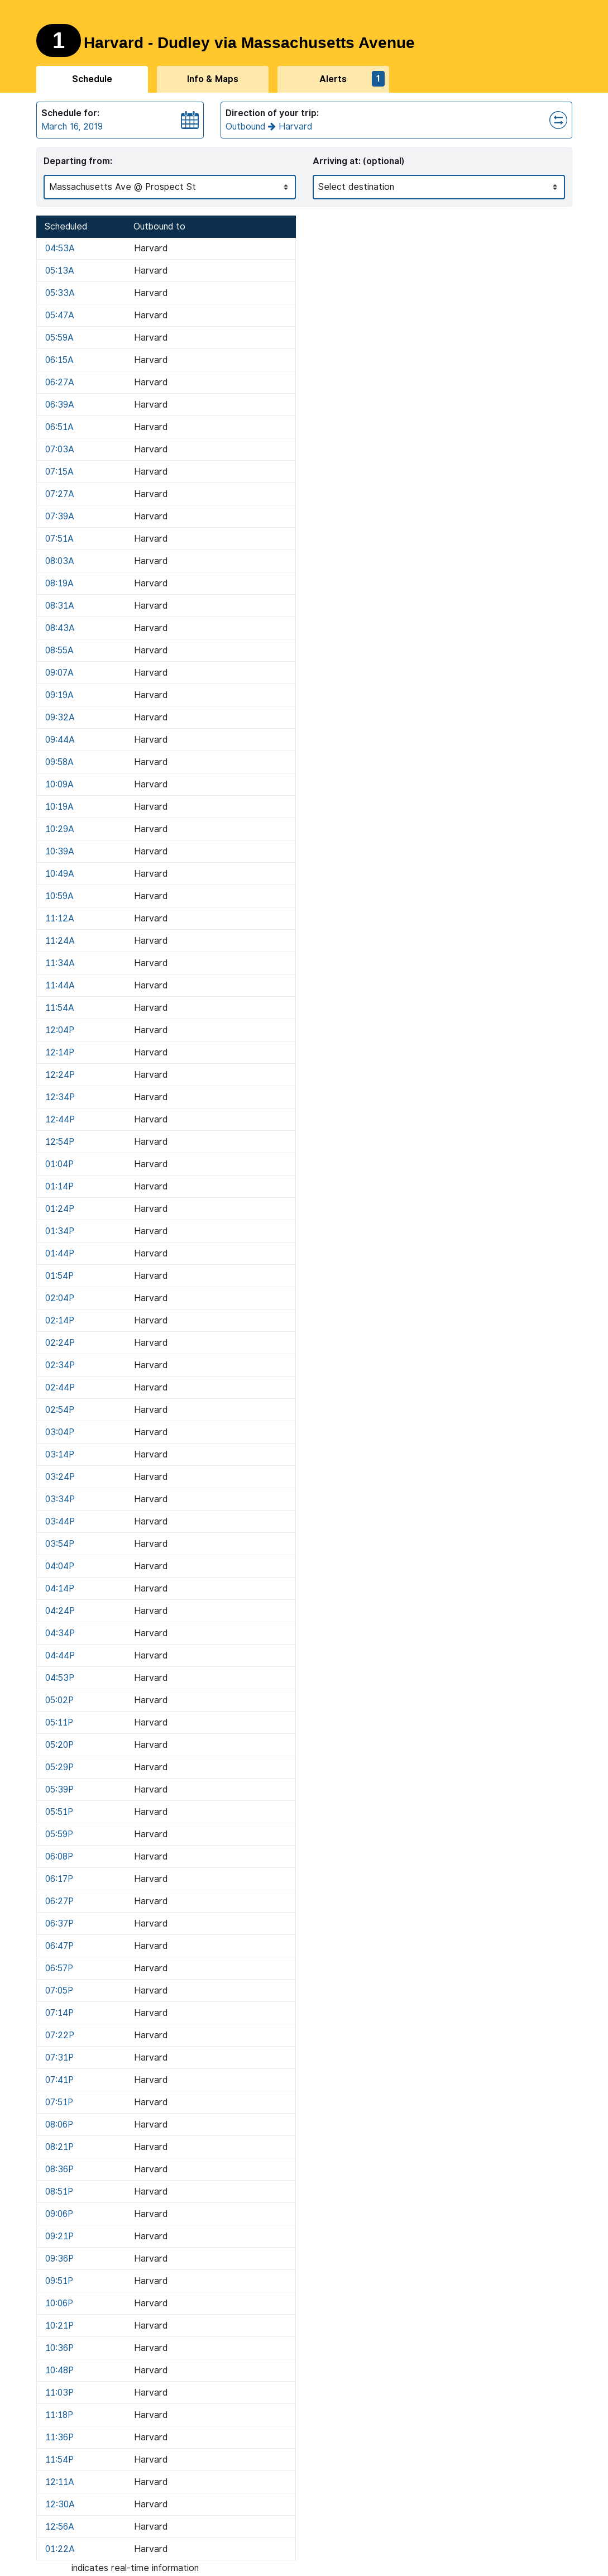 1 Harvard - Dudley via Massachusetts Avenue
Schedule Info & Maps Alerts 1
Schedule for: Direction of your trip:
March 16, 2019 Outbound → Harvard
Departing from: Arriving at: (optional)
Massachusetts Ave @ Prospect St Select destination
Scheduled Outbound to
04:53A Harvard
05:13A Harvard
05:33A Harvard
05:47A Harvard
05:59A Harvard
06:15A Harvard
06:27A Harvard
06:39A Harvard
06:51A Harvard
07:03A Harvard
07:15A Harvard
07:27A Harvard
07:39A Harvard
07:51A Harvard
08:03A Harvard
08:19A Harvard
08:31A Harvard
08:43A Harvard
08:55A Harvard
09:07A Harvard
09:19A Harvard
09:32A Harvard
09:44A Harvard
09:58A Harvard
10:09A Harvard
10:19A Harvard
10:29A Harvard
10:39A Harvard
10:49A Harvard
10:59A Harvard
11:12A Harvard
11:24A Harvard
11:34A Harvard
11:44A Harvard
11:54A Harvard
12:04P Harvard
12:14P Harvard
12:24P Harvard
12:34P Harvard
12:44P Harvard
12:54P Harvard
01:04P Harvard
01:14P Harvard
01:24P Harvard
01:34P Harvard
01:44P Harvard
01:54P Harvard
02:04P Harvard
02:14P Harvard
02:24P Harvard
02:34P Harvard
02:44P Harvard
02:54P Harvard
03:04P Harvard
03:14P Harvard
03:24P Harvard
03:34P Harvard
03:44P Harvard
03:54P Harvard
04:04P Harvard
04:14P Harvard
04:24P Harvard
04:34P Harvard
04:44P Harvard
04:53P Harvard
05:02P Harvard
05:11P Harvard
05:20P Harvard
05:29P Harvard
05:39P Harvard
05:51P Harvard
05:59P Harvard
06:08P Harvard
06:17P Harvard
06:27P Harvard
06:37P Harvard
06:47P Harvard
06:57P Harvard
07:05P Harvard
07:14P Harvard
07:22P Harvard
07:31P Harvard
07:41P Harvard
07:51P Harvard
08:06P Harvard
08:21P Harvard
08:36P Harvard
08:51P Harvard
09:06P Harvard
09:21P Harvard
09:36P Harvard
09:51P Harvard
10:06P Harvard
10:21P Harvard
10:36P Harvard
10:48P Harvard
11:03P Harvard
11:18P Harvard
11:36P Harvard
11:54P Harvard
12:11A Harvard
12:30A Harvard
12:56A Harvard
01:22A Harvard
indicates real-time information